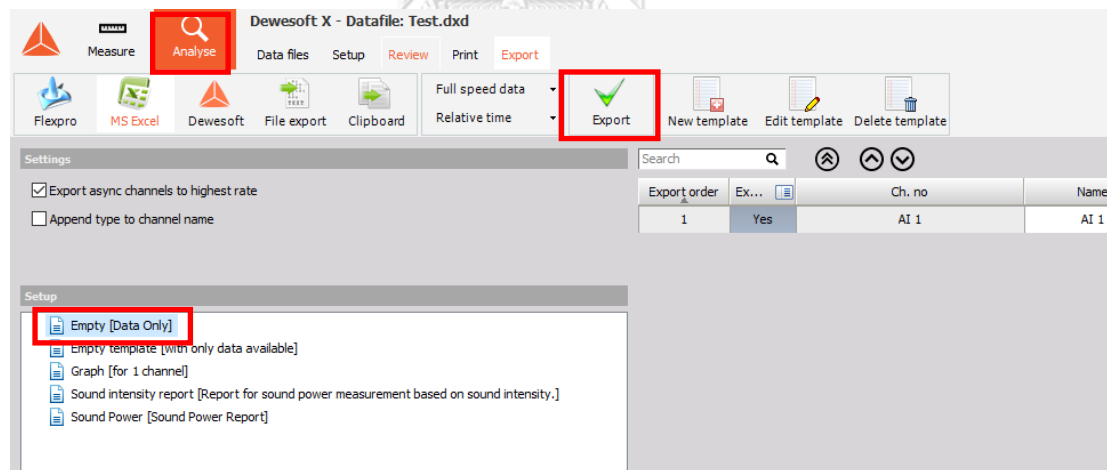 Dewesoft X - Datafile: Test.dxd
Measure
Analyse
Data files Setup Review Print Export
Flexpro MS Excel Dewesoft File export Clipboard
Full speed data
Relative time
Export New template Edit template Delete template
Settings
Export async channels to highest rate
Append type to channel name
Search
Export order Ex... Ch. no Name
1 Yes AI 1 AI 1
Setup
Empty [Data Only]
Empty template [with only data available]
Graph [for 1 channel]
Sound intensity report [Report for sound power measurement based on sound intensity.]
Sound Power [Sound Power Report]